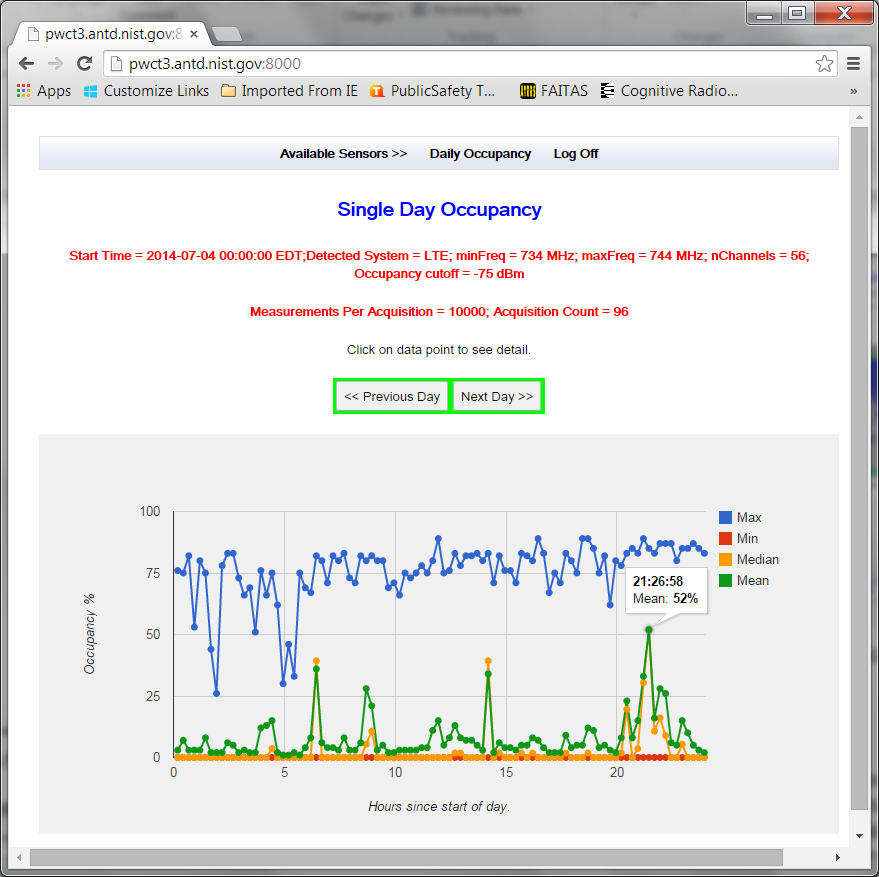 pwct3.antd.nist.gov:8
pwct3.antd.nist.gov:8000
Apps Customize Links Imported From IE PublicSafety T... FAITAS Cognitive Radio... »
Available Sensors >> Daily Occupancy Log Off
Single Day Occupancy
Start Time = 2014-07-04 00:00:00 EDT;Detected System = LTE; minFreq = 734 MHz; maxFreq = 744 MHz; nChannels = 56;
Occupancy cutoff = -75 dBm
Measurements Per Acquisition = 10000; Acquisition Count = 96
Click on data point to see detail.
<< Previous Day Next Day >>
100
75
50
25
0
Occupancy %
0 5 10 15 20
Hours since start of day.
Max
Min
Median
Mean
21:26:58
Mean: 52%